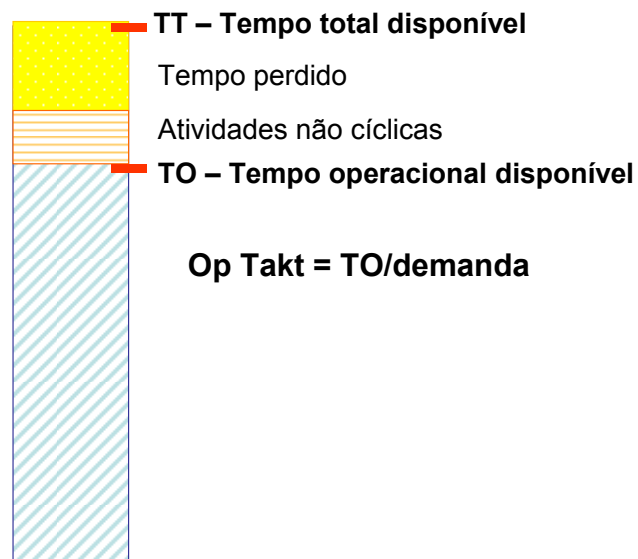 TT – Tempo total disponível
Tempo perdido
Atividades não cíclicas
TO – Tempo operacional disponível
Op Takt = TO/demanda